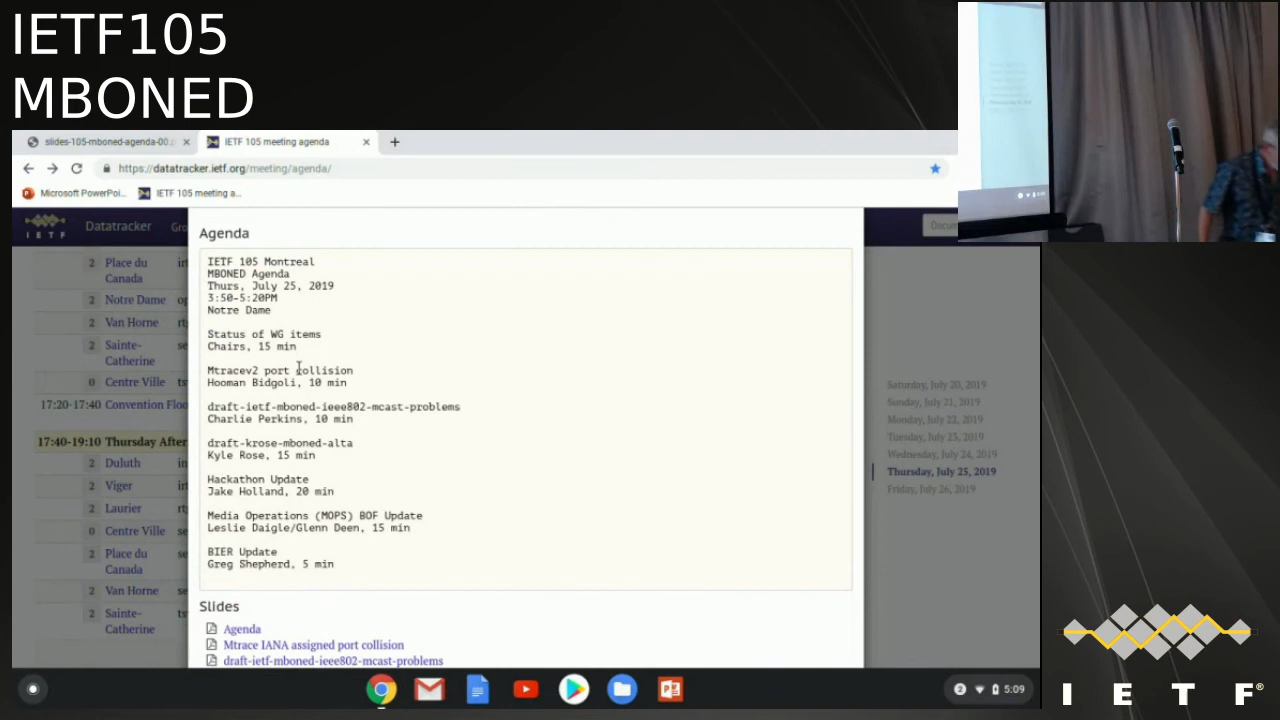 IETF105
MBONED
slides-105-mboned-agenda-00.p
IETF 105 meeting agenda
https://datatracker.ietf.org/meeting/agenda/
Microsoft PowerPoi...
IETF 105 meeting a...
IETF
Datatracker
Gro
Docum
2 Place du
Canada
2 Notre Dame
2 Van Horne
2 Sainte-
Catherine
0 Centre Ville
17:20-17:40 Convention Floo
17:40-19:10 Thursday After
2 Duluth
2 Viger
2 Laurier
0 Centre Ville
2 Place du
Canada
2 Van Horne
2 Sainte-
Catherine
Agenda
IETF 105 Montreal
MBONED Agenda
Thurs, July 25, 2019
3:50-5:20PM
Notre Dame
Status of WG items
Chairs, 15 min
Mtracev2 port collision
Hooman Bidgoli, 10 min
draft-ietf-mboned-ieee802-mcast-problems
Charlie Perkins, 10 min
draft-krose-mboned-alta
Kyle Rose, 15 min
Hackathon Update
Jake Holland, 20 min
Media Operations (MOPS) BOF Update
Leslie Daigle/Glenn Deen, 15 min
BIER Update
Greg Shepherd, 5 min
Slides
Agenda
Mtrace IANA assigned port collision
draft-ietf-mboned-ieee802-mcast-problems
Saturday, July 20, 2019
Sunday, July 21, 2019
Monday, July 22, 2019
Tuesday, July 23, 2019
Wednesday, July 24, 2019
Thursday, July 25, 2019
Friday, July 26, 2019
2 5:09
I E T F®